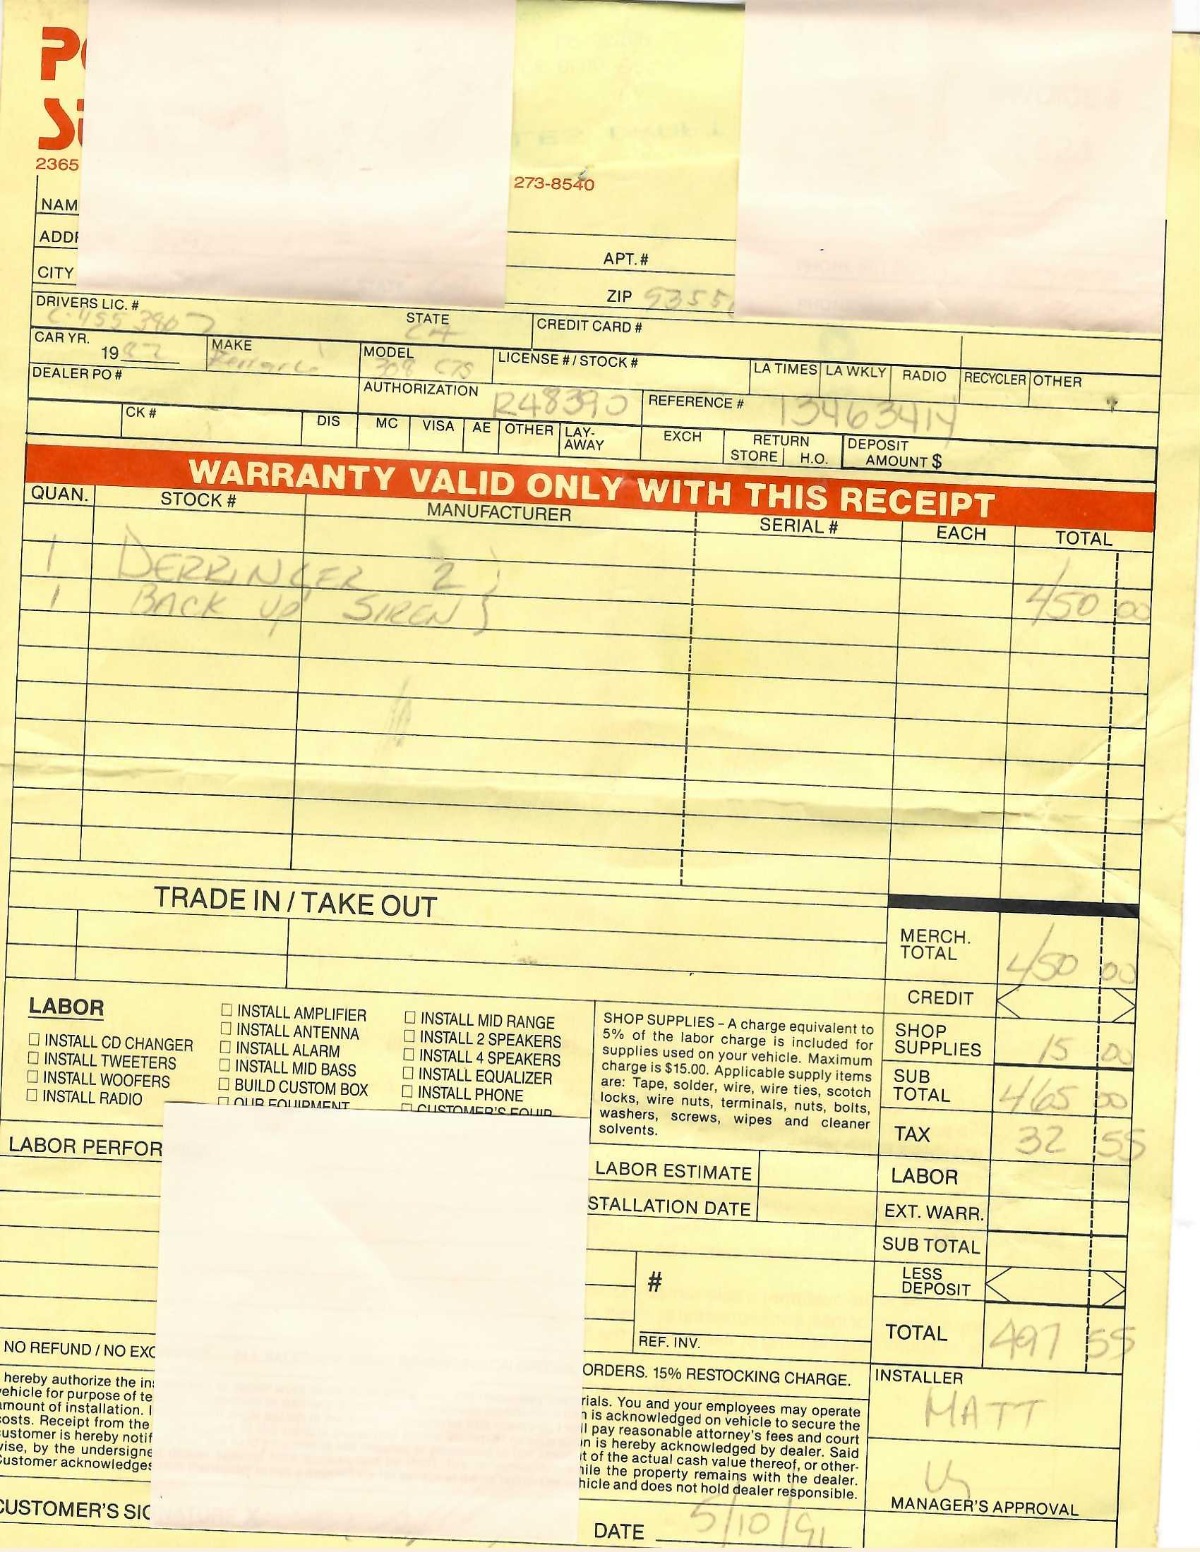 2365
273-8540
NAM
ADD
APT.#
CITY
ZIP 9355
DRIVERS LIC. #
STATE CA
CREDIT CARD #
CAR YR. 19 MAKE MODEL LICENSE # / STOCK # LA TIMES LA WKLY RADIO RECYCLER OTHER
DEALER PO #
AUTHORIZATION R48390 REFERENCE # 13463414
CK # DIS MC VISA AE OTHER LAY-AWAY EXCH RETURN STORE H.O. DEPOSIT AMOUNT $
WARRANTY VALID ONLY WITH THIS RECEIPT
QUAN. STOCK # MANUFACTURER SERIAL # EACH TOTAL
1 DERRINGER 2
1 BACK UP SIREN 450 00
TRADE IN / TAKE OUT
MERCH. TOTAL 450 00
CREDIT
SHOP SUPPLIES 15 00
SUB TOTAL 465 00
TAX 32 55
LABOR
EXT. WARR.
SUB TOTAL
LESS DEPOSIT
TOTAL 497 55
LABOR
INSTALL CD CHANGER
INSTALL TWEETERS
INSTALL WOOFERS
INSTALL RADIO
INSTALL AMPLIFIER
INSTALL ANTENNA
INSTALL ALARM
INSTALL MID BASS
BUILD CUSTOM BOX
OUR EQUIPMENT
INSTALL MID RANGE
INSTALL 2 SPEAKERS
INSTALL 4 SPEAKERS
INSTALL EQUALIZER
INSTALL PHONE
CUSTOMER'S EQUIP
SHOP SUPPLIES – A charge equivalent to
5% of the labor charge is included for
supplies used on your vehicle. Maximum
charge is $15.00. Applicable supply items
are: Tape, solder, wire, wire ties, scotch
locks, wire nuts, terminals, nuts, bolts,
washers, screws, wipes and cleaner
solvents.
LABOR PERFOR
LABOR ESTIMATE
STALLATION DATE
#
REF. INV.
NO REFUND / NO EXC
ORDERS. 15% RESTOCKING CHARGE.
hereby authorize the in
vehicle for purpose of te
amount of installation. I
costs. Receipt from the
customer is hereby notif
vise, by the undersigne
Customer acknowledges
rials. You and your employees may operate
n is acknowledged on vehicle to secure the
ll pay reasonable attorney's fees and court
on is hereby acknowledged by dealer. Said
t of the actual cash value thereof, or other-
hile the property remains with the dealer.
hicle and does not hold dealer responsible.
INSTALLER
MATT
MANAGER'S APPROVAL
CUSTOMER'S SIG
DATE 5/10/91